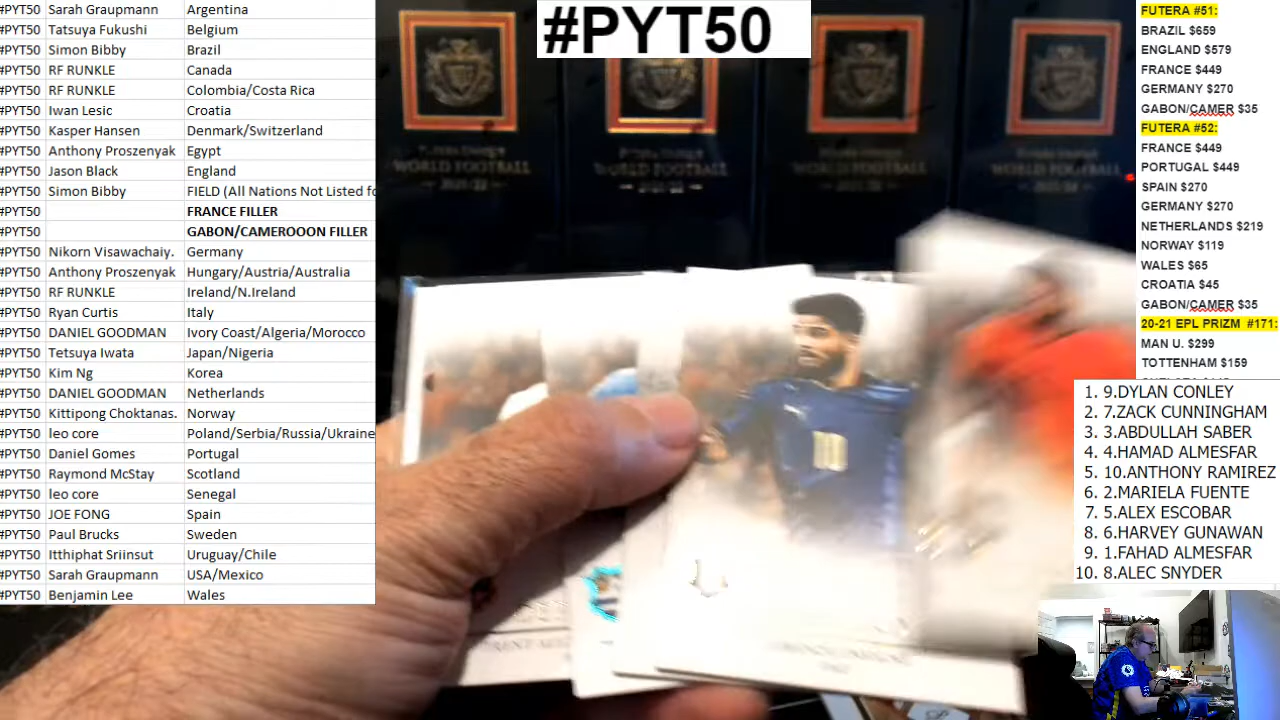 #PYT50 Sarah Graupmann Argentina
#PYT50 Tatsuya Fukushi Belgium
#PYT50 Simon Bibby Brazil
#PYT50 RF RUNKLE Canada
#PYT50 RF RUNKLE Colombia/Costa Rica
#PYT50 Iwan Lesic Croatia
#PYT50 Kasper Hansen Denmark/Switzerland
#PYT50 Anthony Proszenyak Egypt
#PYT50 Jason Black England
#PYT50 Simon Bibby FIELD (All Nations Not Listed fo
#PYT50 FRANCE FILLER
#PYT50 GABON/CAMEROOON FILLER
#PYT50 Nikorn Visawachaiy. Germany
#PYT50 Anthony Proszenyak Hungary/Austria/Australia
#PYT50 RF RUNKLE Ireland/N.Ireland
#PYT50 Ryan Curtis Italy
#PYT50 DANIEL GOODMAN Ivory Coast/Algeria/Morocco
#PYT50 Tetsuya Iwata Japan/Nigeria
#PYT50 Kim Ng Korea
#PYT50 DANIEL GOODMAN Netherlands
#PYT50 Kittipong Choktanas. Norway
#PYT50 leo core Poland/Serbia/Russia/Ukraine
#PYT50 Daniel Gomes Portugal
#PYT50 Raymond McStay Scotland
#PYT50 leo core Senegal
#PYT50 JOE FONG Spain
#PYT50 Paul Brucks Sweden
#PYT50 Itthiphat Sriinsut Uruguay/Chile
#PYT50 Sarah Graupmann USA/Mexico
#PYT50 Benjamin Lee Wales
#PYT50
WORLD FOOTBALL
WORLD FOOTBALL
WORLD FOOTBALL
WORLD FOOTBALL
10
FUTERA #51:
BRAZIL $659
ENGLAND $579
FRANCE $449
GERMANY $270
GABON/CAMER $35
FUTERA #52:
FRANCE $449
PORTUGAL $449
SPAIN $270
GERMANY $270
NETHERLANDS $219
NORWAY $119
WALES $65
CROATIA $45
GABON/CAMER $35
20-21 EPL PRIZM #171:
MAN U. $299
TOTTENHAM $159
1. 9.DYLAN CONLEY
2. 7.ZACK CUNNINGHAM
3. 3.ABDULLAH SABER
4. 4.HAMAD ALMESFAR
5. 10.ANTHONY RAMIREZ
6. 2.MARIELA FUENTE
7. 5.ALEX ESCOBAR
8. 6.HARVEY GUNAWAN
9. 1.FAHAD ALMESFAR
10. 8.ALEC SNYDER